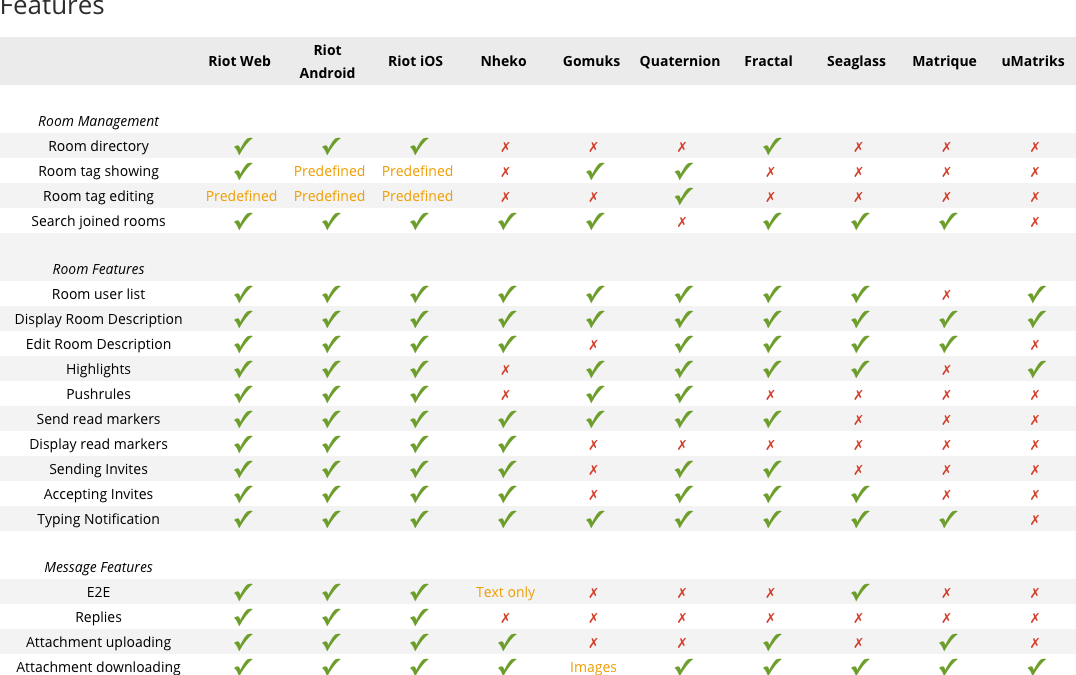 Features
Riot Web Riot Android Riot iOS Nheko Gomuks Quaternion Fractal Seaglass Matrique uMatriks
Room Management
Room directory ✔ ✔ ✔ ✗ ✗ ✗ ✔ ✗ ✗ ✗
Room tag showing ✔ Predefined Predefined ✗ ✔ ✔ ✗ ✗ ✗ ✗
Room tag editing Predefined Predefined Predefined ✗ ✗ ✔ ✗ ✗ ✗ ✗
Search joined rooms ✔ ✔ ✔ ✔ ✔ ✗ ✔ ✔ ✔ ✗
Room Features
Room user list ✔ ✔ ✔ ✔ ✔ ✔ ✔ ✔ ✗ ✔
Display Room Description ✔ ✔ ✔ ✔ ✔ ✔ ✔ ✔ ✔ ✔
Edit Room Description ✔ ✔ ✔ ✔ ✗ ✔ ✔ ✔ ✔ ✗
Highlights ✔ ✔ ✔ ✗ ✔ ✔ ✔ ✔ ✗ ✔
Pushrules ✔ ✔ ✔ ✗ ✔ ✔ ✗ ✗ ✗ ✗
Send read markers ✔ ✔ ✔ ✔ ✔ ✔ ✔ ✗ ✗ ✗
Display read markers ✔ ✔ ✔ ✔ ✗ ✗ ✗ ✗ ✗ ✗
Sending Invites ✔ ✔ ✔ ✔ ✗ ✔ ✔ ✗ ✗ ✗
Accepting Invites ✔ ✔ ✔ ✔ ✗ ✔ ✔ ✔ ✗ ✗
Typing Notification ✔ ✔ ✔ ✔ ✔ ✔ ✔ ✔ ✔ ✗
Message Features
E2E ✔ ✔ ✔ Text only ✗ ✗ ✗ ✔ ✗ ✗
Replies ✔ ✔ ✔ ✗ ✗ ✗ ✗ ✗ ✗ ✗
Attachment uploading ✔ ✔ ✔ ✔ ✗ ✗ ✔ ✗ ✔ ✗
Attachment downloading ✔ ✔ ✔ ✔ Images ✔ ✔ ✔ ✔ ✔